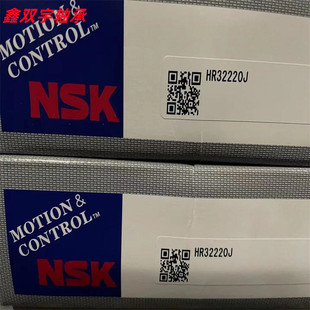 鑫双宇轴承
MOTION &
CONTROL™
NSK
HR32220J
MOTION &
CONTROL™
NSK
HR32220J